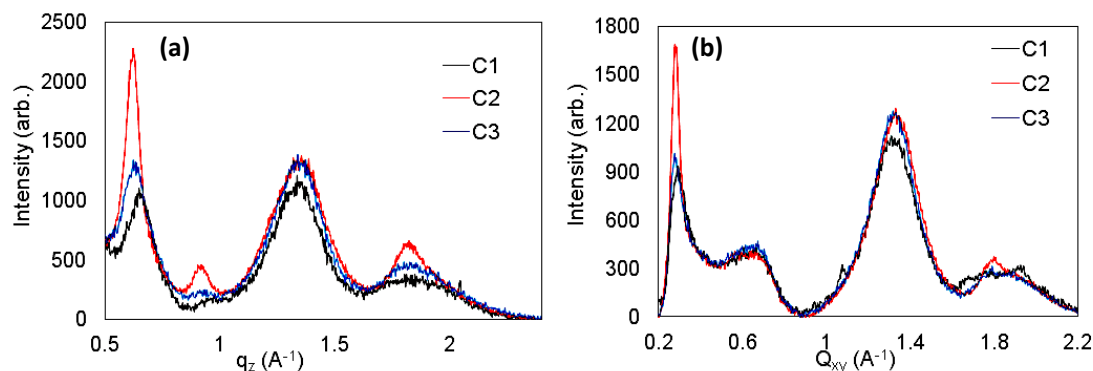 (a)
2500
2000
1500
1000
500
0
0.5
1
1.5
2
Intensity (arb.)
q_z (A⁻¹)
C1
C2
C3
(b)
1800
1500
1200
900
600
300
0
0.2
0.6
1
1.4
1.8
2.2
Intensity (arb.)
Q_xy (A⁻¹)
C1
C2
C3